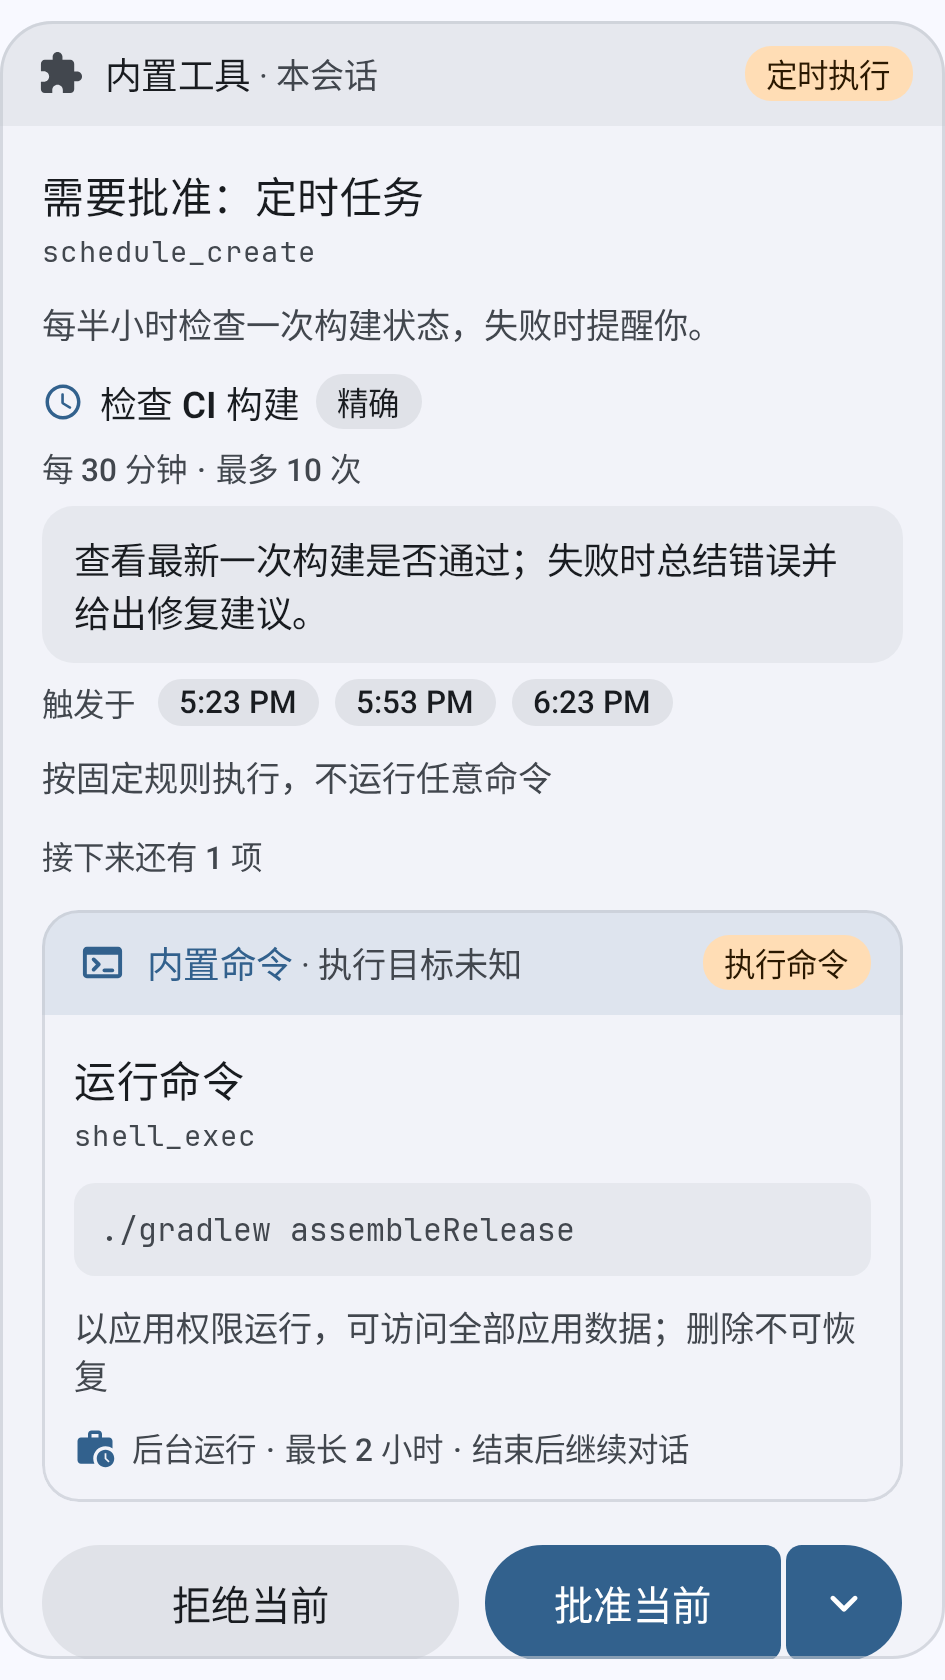 内置工具 · 本会话
定时执行
需要批准：定时任务
schedule_create
每半小时检查一次构建状态，失败时提醒你。
检查 CI 构建
精确
每 30 分钟 · 最多 10 次
查看最新一次构建是否通过；失败时总结错误并
给出修复建议。
触发于
5:23 PM
5:53 PM
6:23 PM
按固定规则执行，不运行任意命令
接下来还有 1 项
内置命令 · 执行目标未知
执行命令
运行命令
shell_exec
./gradlew assembleRelease
以应用权限运行，可访问全部应用数据；删除不可恢
复
后台运行 · 最长 2 小时 · 结束后继续对话
拒绝当前
批准当前